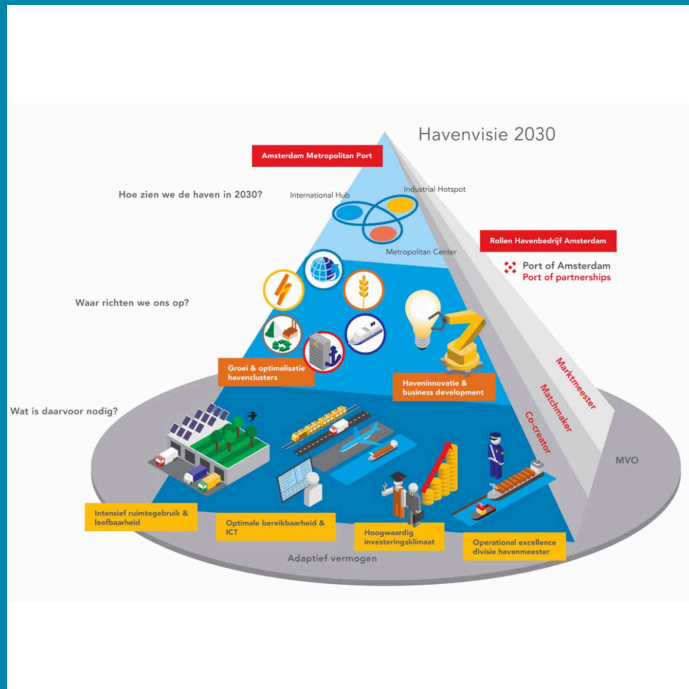 Havenvisie 2030
Amsterdam Metropolitan Port
Hoe zien we de haven in 2030?
International Hub
Industrial Hotspot
Metropolitan Center
Rollen Havenbedrijf Amsterdam
Port of Amsterdam
Port of partnerships
Waar richten we ons op?
Groei & optimalisatie
havenclusters
Haveninnovatie &
business development
Marktmeester
Matchmaker
Co-creator
Wat is daarvoor nodig?
MVO
Intensief ruimtegebruik &
leefbaarheid
Optimale bereikbaarheid &
ICT
Hoogwaardig
investeringsklimaat
Operational excellence
divisie havenmeester
Adaptief vermogen